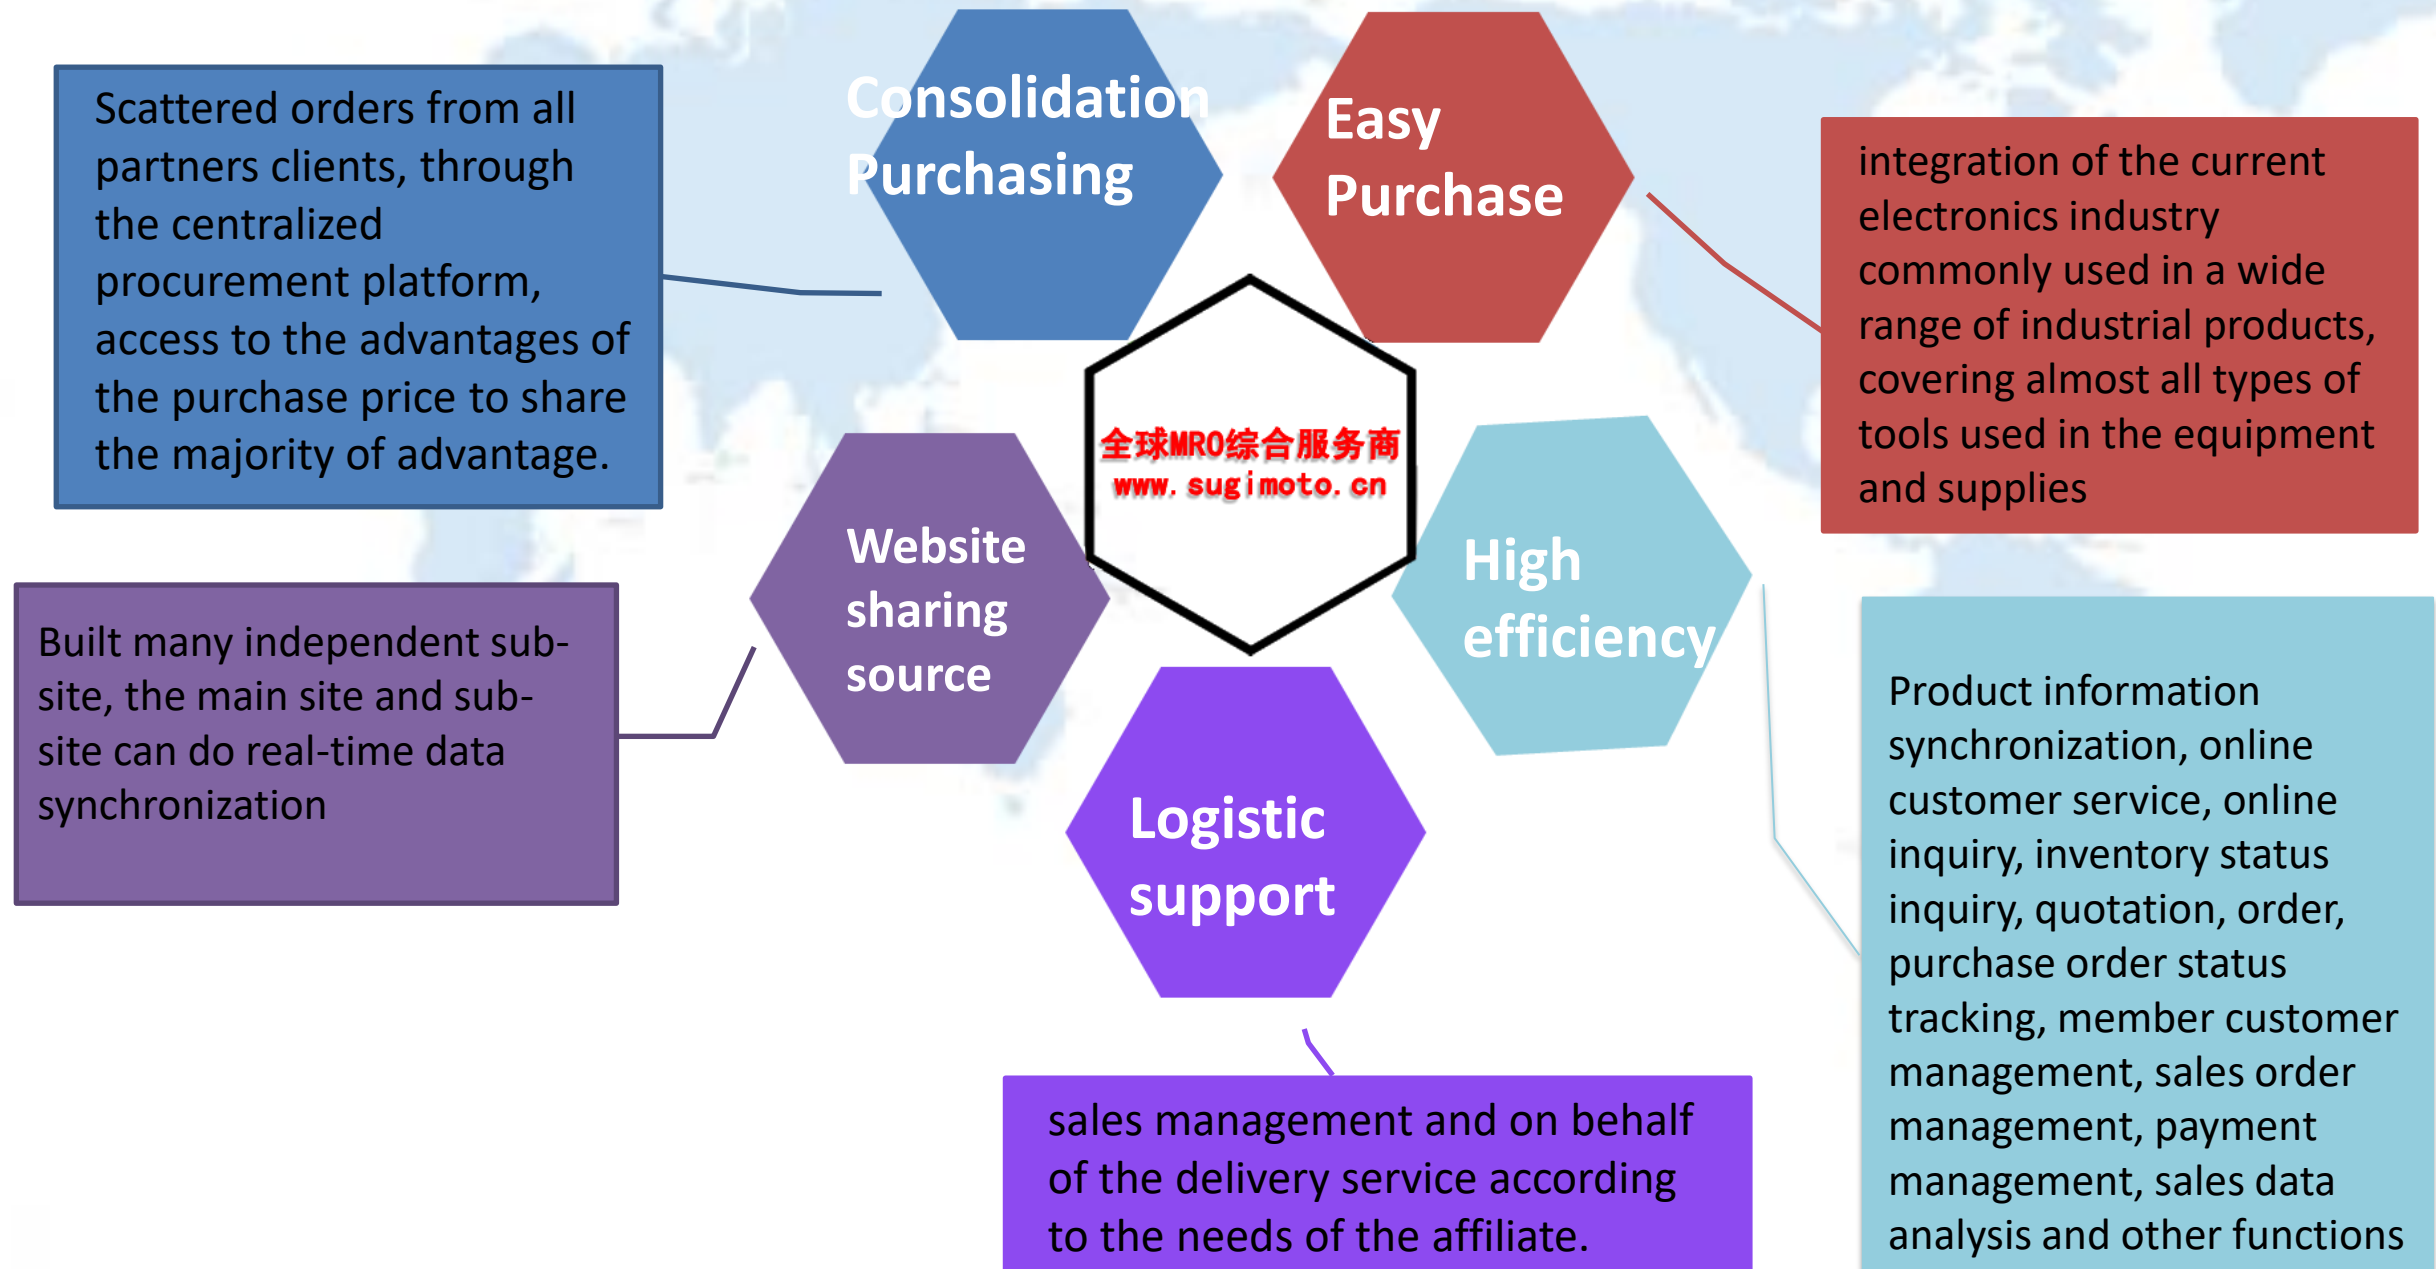 Consolidation
Purchasing
Easy
Purchase
Scattered orders from all
partners clients, through
the centralized
procurement platform,
access to the advantages of
the purchase price to share
the majority of advantage.
integration of the current
electronics industry
commonly used in a wide
range of industrial products,
covering almost all types of
tools used in the equipment
and supplies
全球MRO综合服务商
www.sugimoto.cn
Website
sharing
source
High
efficiency
Built many independent sub-
site, the main site and sub-
site can do real-time data
synchronization
Product information
synchronization, online
customer service, online
inquiry, inventory status
inquiry, quotation, order,
purchase order status
tracking, member customer
management, sales order
management, payment
management, sales data
analysis and other functions
Logistic
support
sales management and on behalf
of the delivery service according
to the needs of the affiliate.